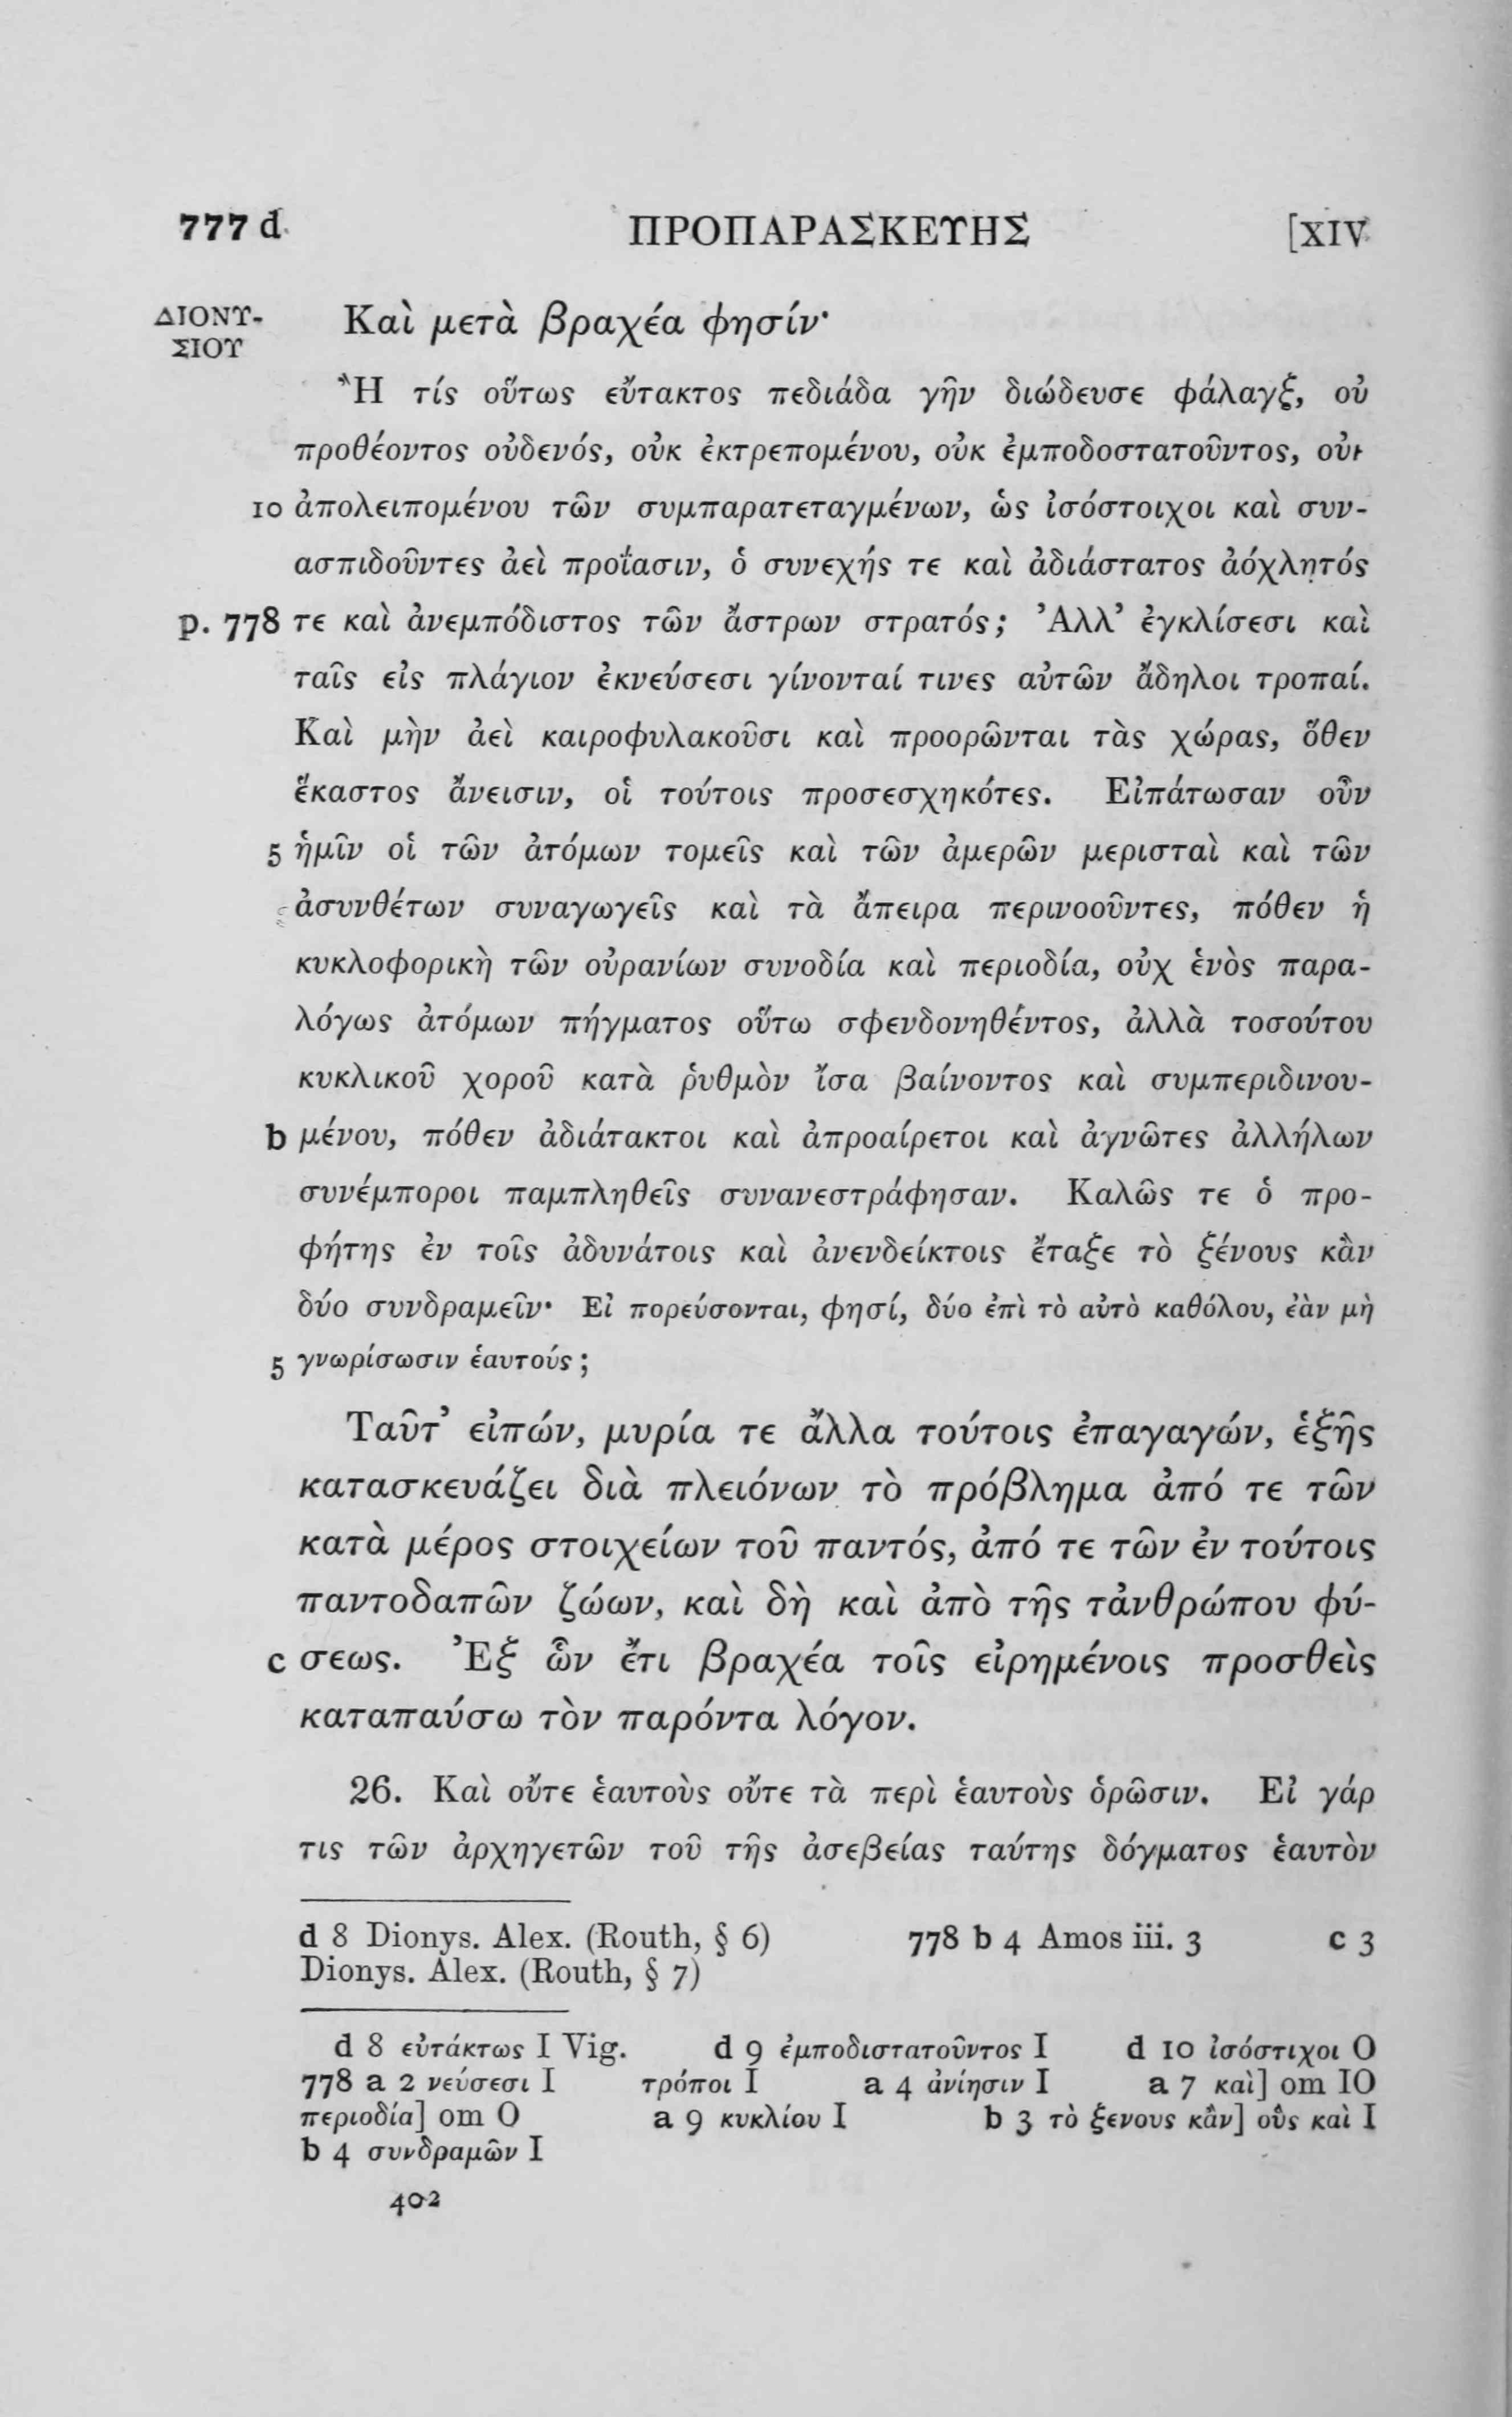 777 d ΠΡΟΠΑΡΑΣΚΕΥΗΣ [XIV
ΔΙΟΝΥ- Καὶ μετὰ βραχέα φησίν·
ΣΙΟΥ
Ἢ τίς οὕτως εὔτακτος πεδιάδα γῆν διώδευσε φάλαγξ, οὐ
προθέοντος οὐδενός, οὐκ ἐκτρεπομένου, οὐκ ἐμποδοστατοῦντος, οὐκ
10 ἀπολειπομένου τῶν συμπαρατεταγμένων, ὡς ἰσόστοιχοι καὶ συν-
ασπιδοῦντες ἀεὶ προΐασιν, ὁ συνεχής τε καὶ ἀδιάστατος ἀόχλητός
p. 778 τε καὶ ἀνεμπόδιστος τῶν ἄστρων στρατός; Ἀλλ’ ἐγκλίσεσι καὶ
ταῖς εἰς πλάγιον ἐκνεύσεσι γίνονταί τινες αὐτῶν ἄδηλοι τροπαί.
Καὶ μὴν ἀεὶ καιροφυλακοῦσι καὶ προορῶνται τὰς χώρας, ὅθεν
ἕκαστος ἄνεισιν, οἱ τούτοις προσεσχηκότες. Εἰπάτωσαν οὖν
5 ἡμῖν οἱ τῶν ἀτόμων τομεῖς καὶ τῶν ἀμερῶν μερισταὶ καὶ τῶν
ἀσυνθέτων συναγωγεῖς καὶ τὰ ἄπειρα περινοοῦντες, πόθεν ἡ
κυκλοφορικὴ τῶν οὐρανίων συνοδία καὶ περιοδία, οὐχ ἑνὸς παρα-
λόγως ἀτόμων πήγματος οὕτω σφενδονηθέντος, ἀλλὰ τοσούτου
κυκλικοῦ χοροῦ κατὰ ῥυθμὸν ἴσα βαίνοντος καὶ συμπεριδινου-
b μένου, πόθεν ἀδιάτακτοι καὶ ἀπροαίρετοι καὶ ἀγνῶτες ἀλλήλων
συνέμποροι παμπληθεῖς συνανεστράφησαν. Καλῶς τε ὁ προ-
φήτης ἐν τοῖς ἀδυνάτοις καὶ ἀνενδείκτοις ἔταξε τὸ ξένους κἂν
δύο συνδραμεῖν· Εἰ πορεύσονται, φησί, δύο ἐπὶ τὸ αὐτὸ καθόλου, ἐὰν μὴ
5 γνωρίσωσιν ἑαυτούς;
Ταῦτ’ εἰπών, μυρία τε ἄλλα τούτοις ἐπαγαγών, ἑξῆς
κατασκευάζει διὰ πλειόνων τὸ πρόβλημα ἀπό τε τῶν
κατὰ μέρος στοιχείων τοῦ παντός, ἀπό τε τῶν ἐν τούτοις
παντοδαπῶν ζώων, καὶ δὴ καὶ ἀπὸ τῆς τἀνθρώπου φύ-
c σεως. Ἐξ ὧν ἔτι βραχέα τοῖς εἰρημένοις προσθεὶς
καταπαύσω τὸν παρόντα λόγον.
26. Καὶ οὔτε ἑαυτοὺς οὔτε τὰ περὶ ἑαυτοὺς ὁρῶσιν. Εἰ γάρ
τις τῶν ἀρχηγετῶν τοῦ τῆς ἀσεβείας ταύτης δόγματος ἑαυτὸν
d 8 Dionys. Alex. (Routh, § 6) 778 b 4 Amos iii. 3 c 3
Dionys. Alex. (Routh, § 7)
d 8 εὐτάκτως I Vig. d 9 ἐμποδιστατοῦντος I d 10 ἰσόστιχοι O
778 a 2 νεύσεσι I τρόποι I a 4 ἀνίησιν I a 7 καὶ] om IO
περιοδία] om O a 9 κυκλίου I b 3 τὸ ξενους κἂν] οὓς καὶ I
b 4 συνδραμῶν I
402